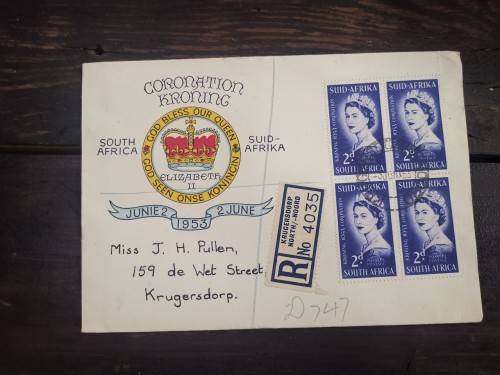 CORONATION
KRONING
GOD BLESS OUR QUEEN
GOD SEËN ONSE KONINGIN
SOUTH
AFRICA
SUID-
AFRIKA
ELIZABETH
II
JUNIE 2
1953
2 JUNE
Miss J. H. Pullen,
159 de Wet Street,
Krugersdorp.
R
KRUGERSDORP
NORTH/-NOORD
No 4035
D747
SUID-AFRIKA
2d
SOUTH AFRICA
SUID-AFRIKA
2d
SOUTH AFRICA
SUID-AFRIKA
2d
SOUTH AFRICA
SUID-AFRIKA
2d
SOUTH AFRICA